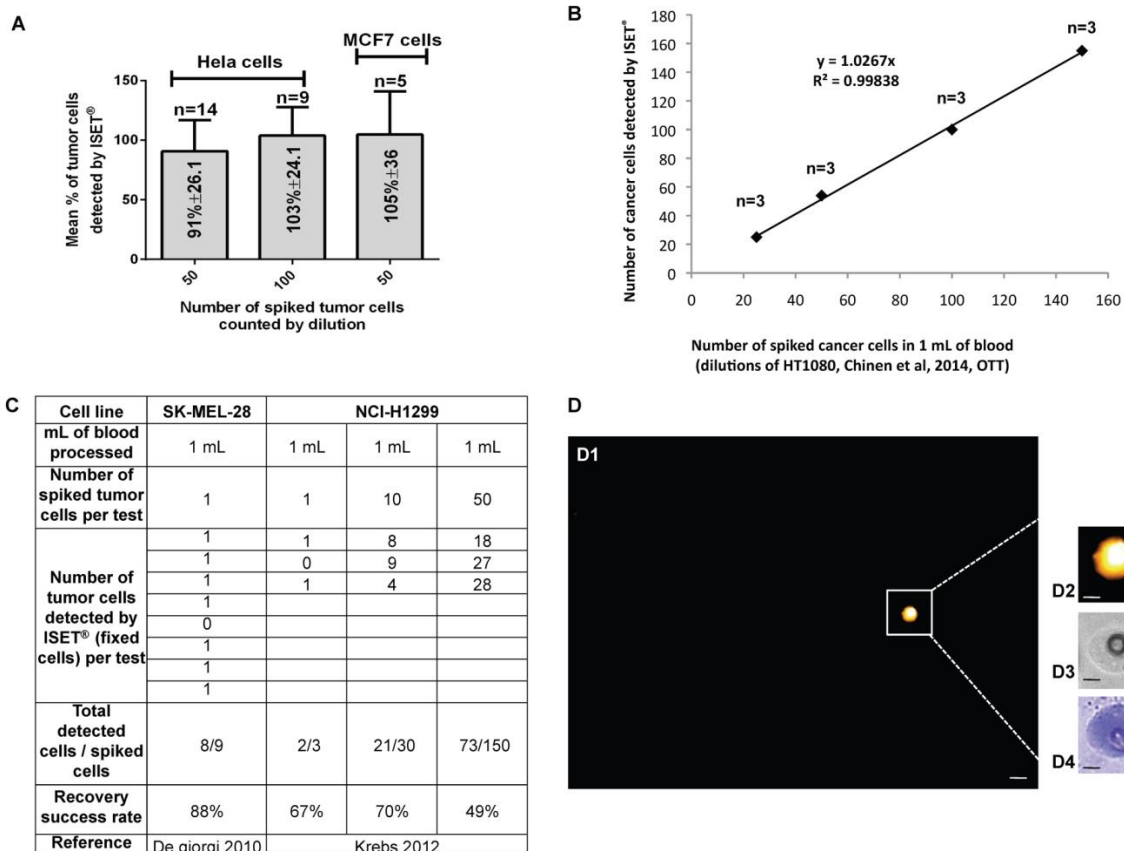 A
MCF7 cells
Hela cells
n=14
n=9
n=5
150
100
50
0
Mean % of tumor cells
detected by ISET®
91%±26.1
103%±24.1
105%±36
50
100
50
Number of spiked tumor cells
counted by dilution
B
Number of cancer cells detected by ISET®
180
160
140
120
100
80
60
40
20
0
y = 1.0267x
R² = 0.99838
n=3
n=3
n=3
n=3
0 20 40 60 80 100 120 140 160
Number of spiked cancer cells in 1 mL of blood
(dilutions of HT1080, Chinen et al, 2014, OTT)
C
Cell line SK-MEL-28 NCI-H1299
mL of blood
processed
1 mL 1 mL 1 mL 1 mL
Number of
spiked tumor
cells per test
1 1 10 50
Number of
tumor cells
detected by
ISET® (fixed
cells) per test
1 1 8 18
1 0 9 27
1 1 4 28
1
0
1
1
1
Total
detected
cells / spiked
cells
8/9 2/3 21/30 73/150
Recovery
success rate
88% 67% 70% 49%
Reference De giorgi 2010 Krebs 2012
D
D1
D2
D3
D4